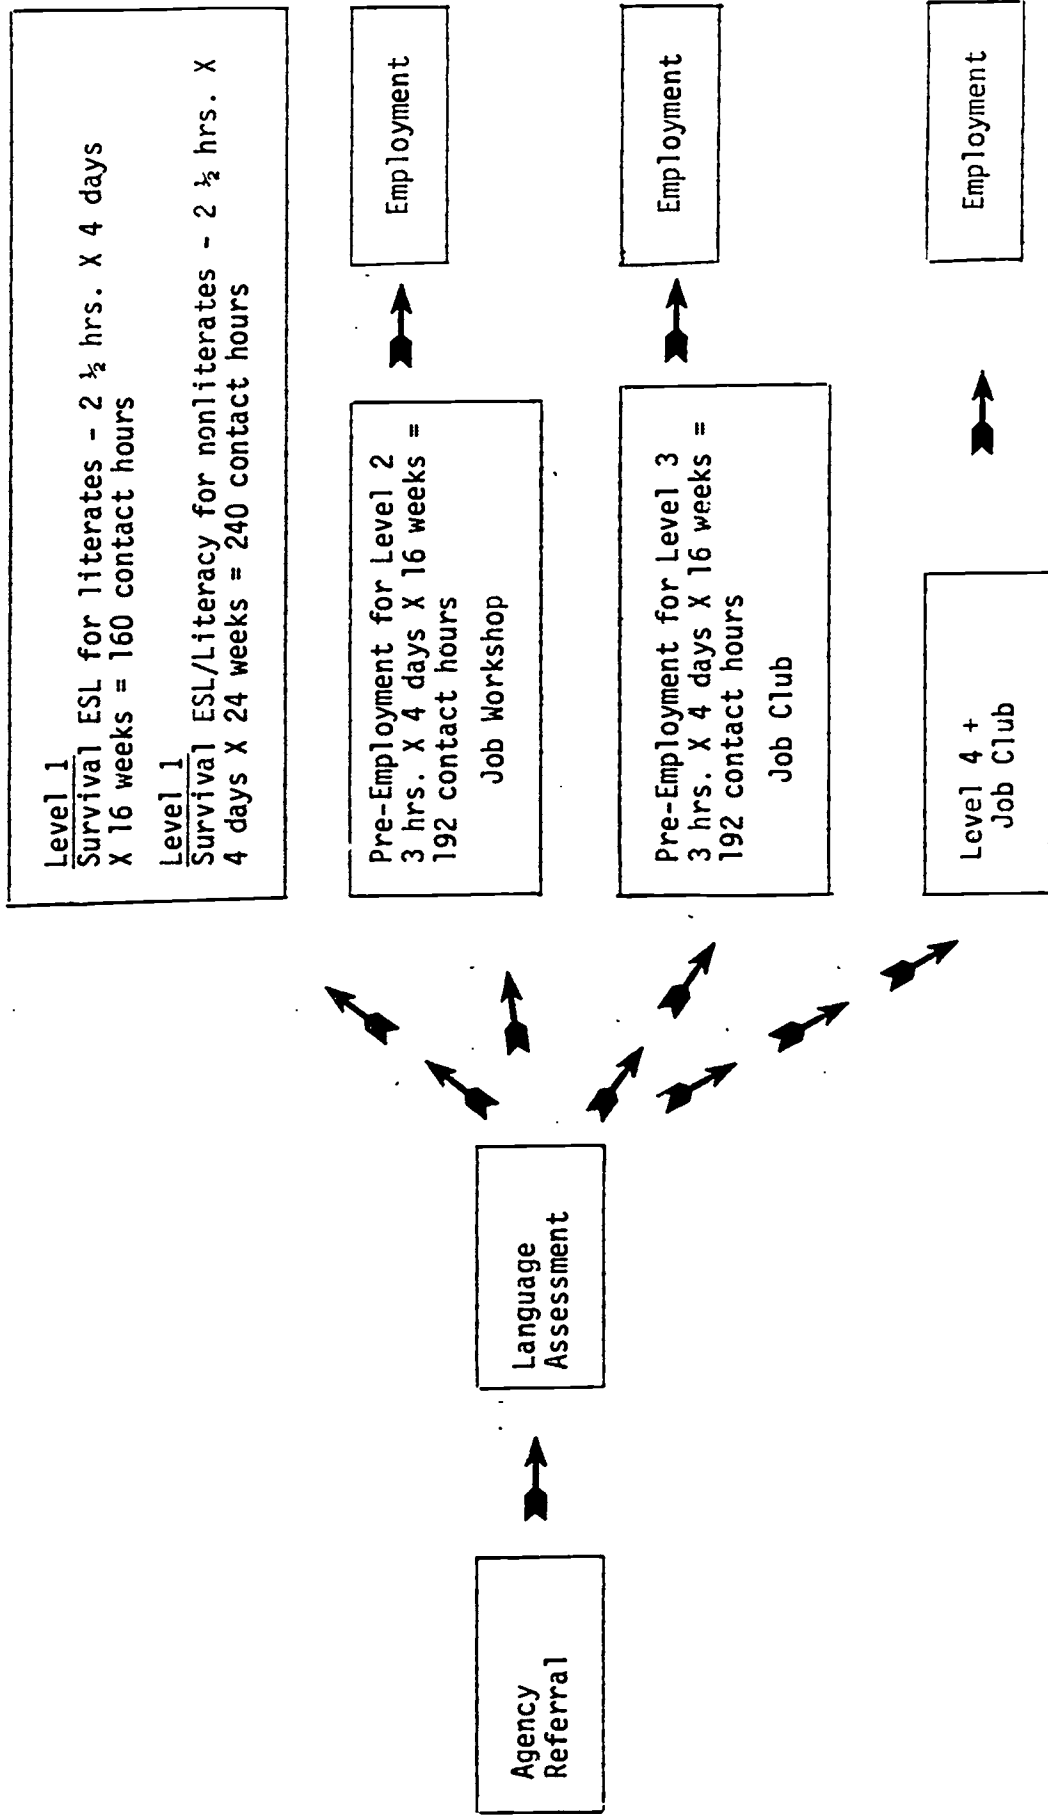 Agency
Referral
Language
Assessment
Level 1
Survival ESL for literates - 2 ½ hrs. X 4 days
X 16 weeks = 160 contact hours
Level 1
Survival ESL/Literacy for nonliterates - 2 ½ hrs. X
4 days X 24 weeks = 240 contact hours
Pre-Employment for Level 2
3 hrs. X 4 days X 16 weeks =
192 contact hours
Job Workshop
Employment
Pre-Employment for Level 3
3 hrs. X 4 days X 16 weeks =
192 contact hours
Job Club
Employment
Level 4 +
Job Club
Employment